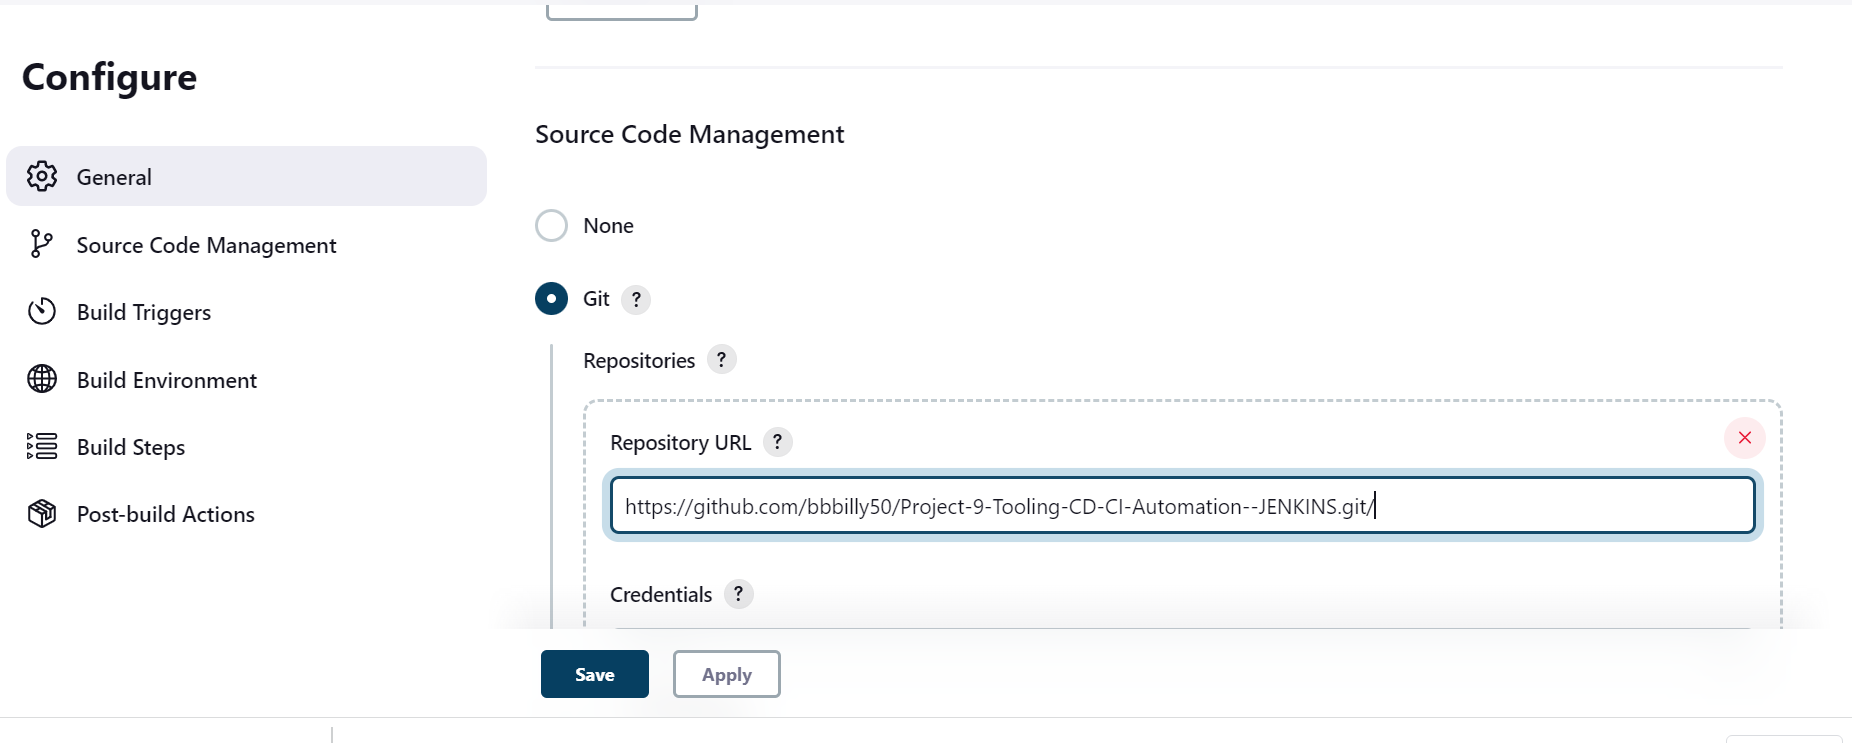 Configure
General
Source Code Management
Build Triggers
Build Environment
Build Steps
Post-build Actions
Source Code Management
None
Git ?
Repositories ?
Repository URL ?
https://github.com/bbbilly50/Project-9-Tooling-CD-CI-Automation--JENKINS.git/
Credentials ?
Save Apply